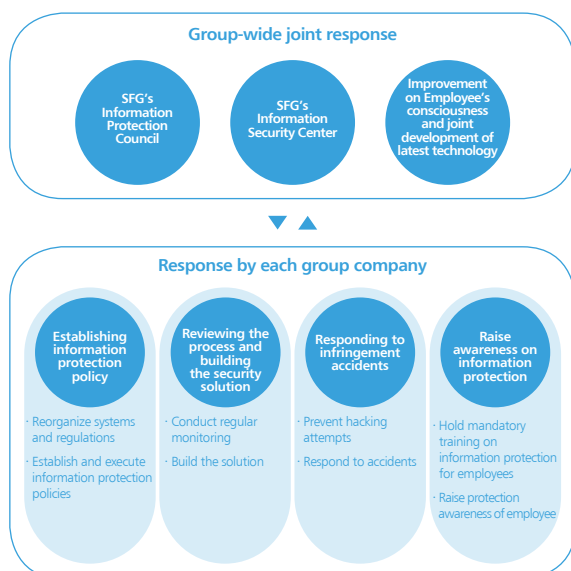 Group-wide joint response
SFG's
Information
Protection
Council
SFG's
Information
Security Center
Improvement
on Employee's
consciousness
and joint
development of
latest technology
Response by each group company
Establishing
information
protection
policy
· Reorganize systems
and regulations
· Establish and execute
information protection
policies
Reviewing the
process and
building
the security
solution
· Conduct regular
monitoring
· Build the solution
Responding to
infringement
accidents
· Prevent hacking
attempts
· Respond to accidents
Raise
awareness on
information
protection
· Hold mandatory
training on
information protection
for employees
· Raise protection
awareness of employee